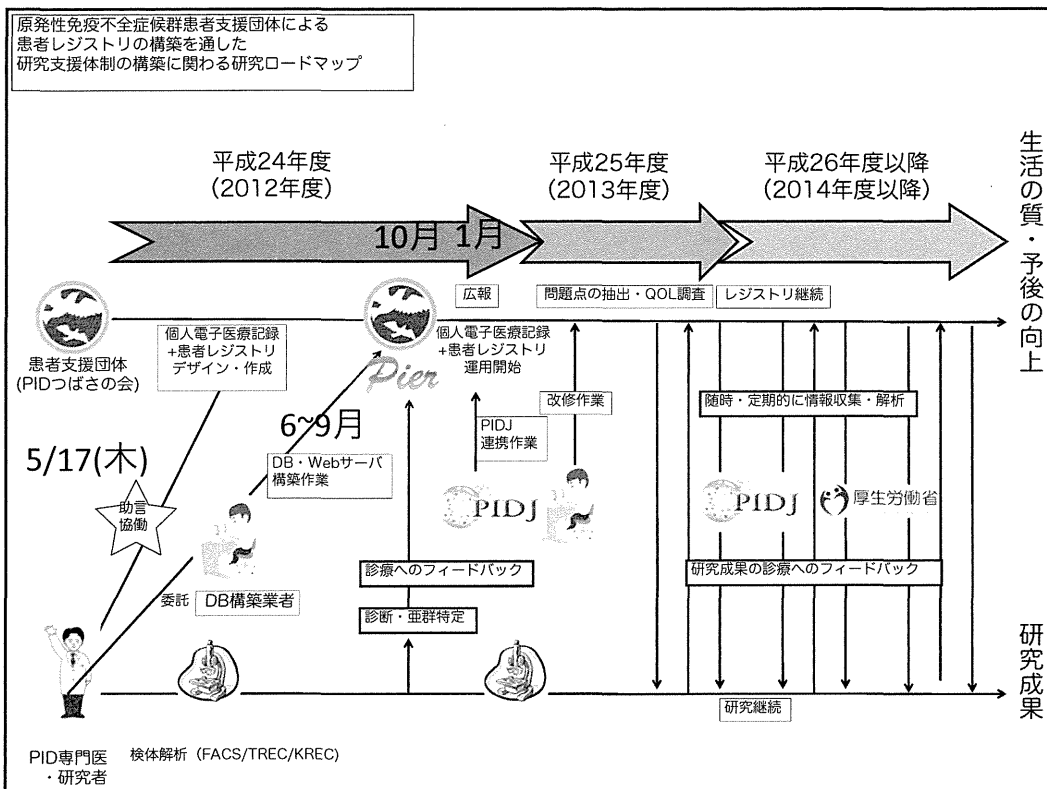 原発性免疫不全症候群患者支援団体による
患者レジストリの構築を通した
研究支援体制の構築に関わる研究ロードマップ
平成24年度
(2012年度)
平成25年度
(2013年度)
平成26年度以降
(2014年度以降)
生活の質・予後の向上
10月 1月
広報
問題点の抽出・QOL調査
レジストリ継続
患者支援団体
(PIDつばさの会)
個人電子医療記録
+患者レジストリ
デザイン・作成
Pier
個人電子医療記録
+患者レジストリ
運用開始
改修作業
随時・定期的に情報収集・解析
5/17(木)
6~9月
DB・Webサーバ
構築作業
PIDJ
連携作業
助言
協働
PIDJ
PIDJ
厚生労働省
診療へのフィードバック
研究成果の診療へのフィードバック
委託
DB構築業者
診断・亜群特定
研究成果
研究継続
PID専門医
・研究者
検体解析（FACS/TREC/KREC)